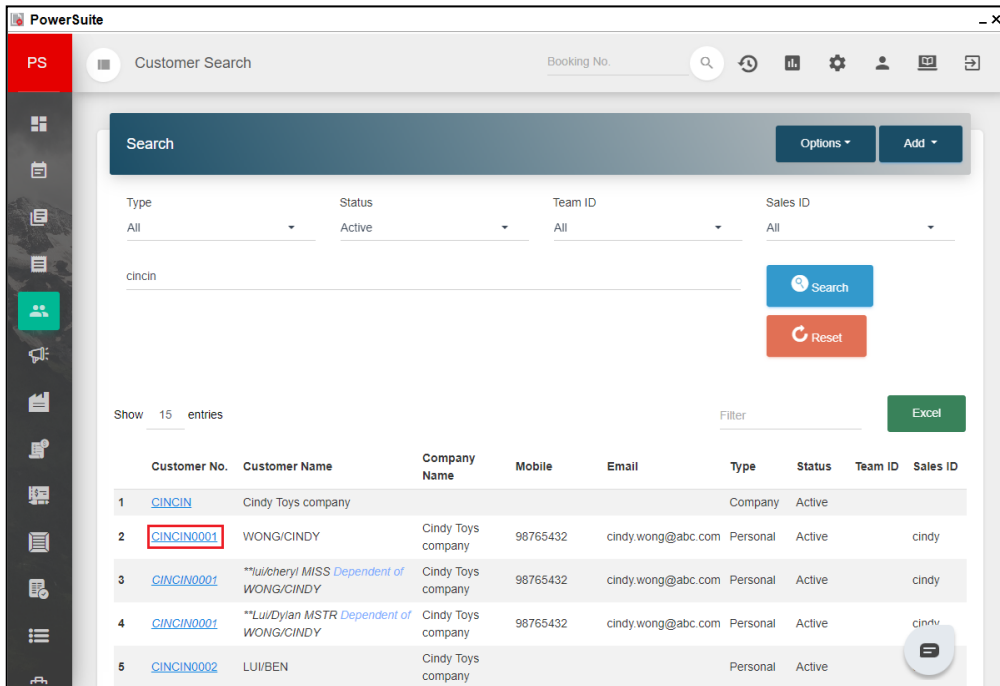 PowerSuite
PS
Customer Search
Booking No.
Search
Options
Add
Type
Status
Team ID
Sales ID
All
Active
All
All
cincin
Search
Reset
Show 15 entries
Filter
Excel
Customer No. Customer Name Company Name Mobile Email Type Status Team ID Sales ID
1 CINCIN Cindy Toys company Company Active
2 CINCIN0001 WONG/CINDY Cindy Toys company 98765432 cindy.wong@abc.com Personal Active cindy
3 CINCIN0001 **lui/cheryl MISS Dependent of WONG/CINDY Cindy Toys company 98765432 cindy.wong@abc.com Personal Active cindy
4 CINCIN0001 **Lui/Dylan MSTR Dependent of WONG/CINDY Cindy Toys company 98765432 cindy.wong@abc.com Personal Active cindy
5 CINCIN0002 LUI/BEN Cindy Toys company Personal Active